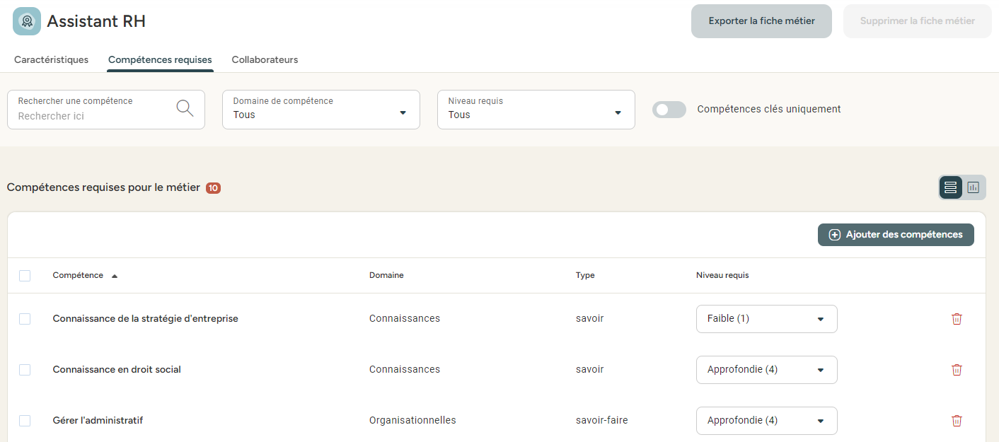 Assistant RH
Exporter la fiche métier
Supprimer la fiche métier
Caractéristiques
Compétences requises
Collaborateurs
Rechercher une compétence
Rechercher ici
Domaine de compétence
Tous
Niveau requis
Tous
Compétences clés uniquement
Compétences requises pour le métier 10
Ajouter des compétences
Compétence Domaine Type Niveau requis
Connaissance de la stratégie d'entreprise Connaissances savoir Faible (1)
Connaissance en droit social Connaissances savoir Approfondie (4)
Gérer l'administratif Organisationnelles savoir-faire Approfondie (4)